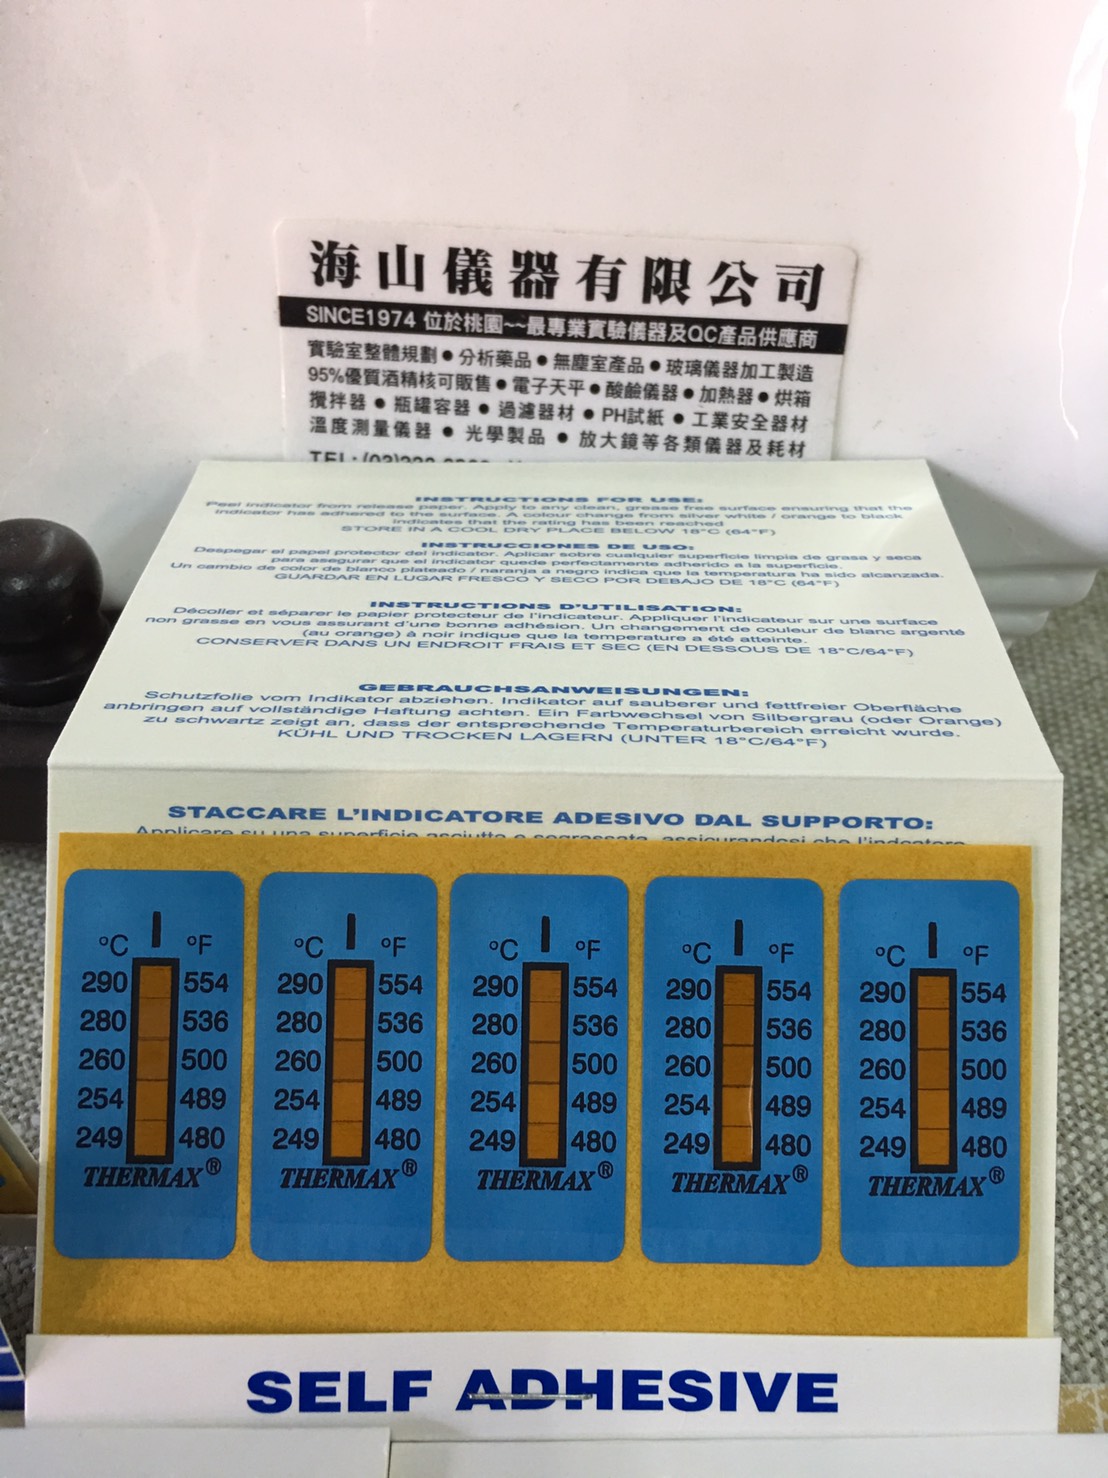 海山儀器有限公司
SINCE1974 位於桃園~~最專業實驗儀器及QC產品供應商
實驗室整體規劃●分析藥品●無塵室產品●玻璃儀器加工製造
95%優質酒精核可販售●電子天平●酸鹼儀器●加熱器●烘箱
攪拌器●瓶罐容器●過濾器材●PH試紙●工業安全器材
溫度測量儀器●光學製品●放大鏡等各類儀器及耗材
INSTRUCTIONS FOR USE:
Peel indicator from release paper. Apply to any clean, grease free surface ensuring that the
indicator has adhered to the surface. A colour change from silver white / orange to black
indicates that the rating has been reached
STORE IN A COOL DRY PLACE BELOW 18°C (64°F)
INSTRUCCIONES DE USO:
Despegar el papel protector del indicator. Aplicar sobre cualquier superficie limpia de grasa y seca
para asegurar que el indicator quede perfectamente adherido a la superficie.
Un cambio de color de blanco plateado / naranja a negro indica que la temperatura ha sido alcanzada.
GUARDAR EN LUGAR FRESCO Y SECO POR DEBAJO DE 18°C (64°F)
INSTRUCTIONS D'UTILISATION:
Décoller et séparer le papier protecteur de l'indicateur. Appliquer l'indicateur sur une surface
non grasse en vous assurant d'une bonne adhésion. Un changement de couleur de blanc argenté
(au orange) à noir indique que la temperature a été atteinte.
CONSERVER DANS UN ENDROIT FRAIS ET SEC (EN DESSOUS DE 18°C/64°F)
GEBRAUCHSANWEISUNGEN:
Schutzfolie vom Indikator abziehen. Indikator auf sauberer und fettfreier Oberfläche
anbringen auf vollständige Haftung achten. Ein Farbwechsel von Silbergrau (oder Orange)
zu schwartz zeigt an, dass der entsprechende Temperaturbereich erreicht wurde.
KÜHL UND TROCKEN LAGERN (UNTER 18°C/64°F)
STACCARE L'INDICATORE ADESIVO DAL SUPPORTO:
Applicare su una superficie asciutta e sgrassata, assicurandosi che l'indcatore
I
°C °F
290 554
280 536
260 500
254 489
249 480
THERMAX®
I
°C °F
290 554
280 536
260 500
254 489
249 480
THERMAX®
I
°C °F
290 554
280 536
260 500
254 489
249 480
THERMAX®
I
°C °F
290 554
280 536
260 500
254 489
249 480
THERMAX®
I
°C °F
290 554
280 536
260 500
254 489
249 480
THERMAX®
SELF ADHESIVE